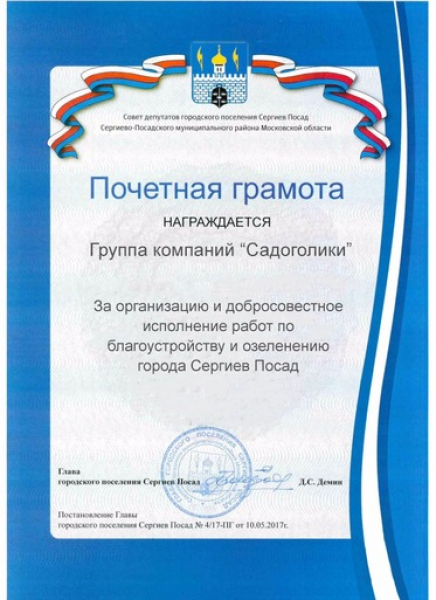 Совет депутатов городского поселения Сергиев Посад
Сергиево-Посадского муниципального района Московской области
Почетная грамота
НАГРАЖДАЕТСЯ
Группа компаний "Садоголики"
За организацию и добросовестное
исполнение работ по
благоустройству и озеленению
города Сергиев Посад
Глава
городского поселения Сергиев Посад Д.С. Демин
Постановление Главы
городского поселения Сергиев Посад № 4/17-ПГ от 10.05.2017г.